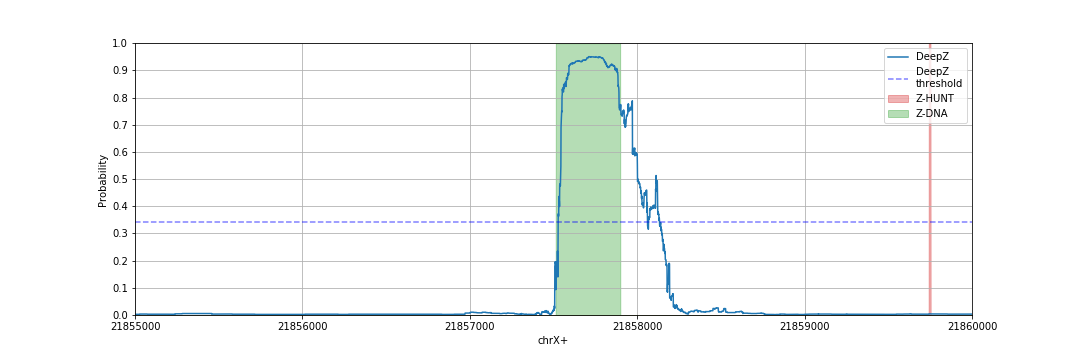 1.0
0.9
0.8
0.7
0.6
0.5
0.4
0.3
0.2
0.1
0.0
Probability
DeepZ
DeepZ
threshold
Z-HUNT
Z-DNA
21855000 21856000 21857000 21858000 21859000 21860000
chrX+